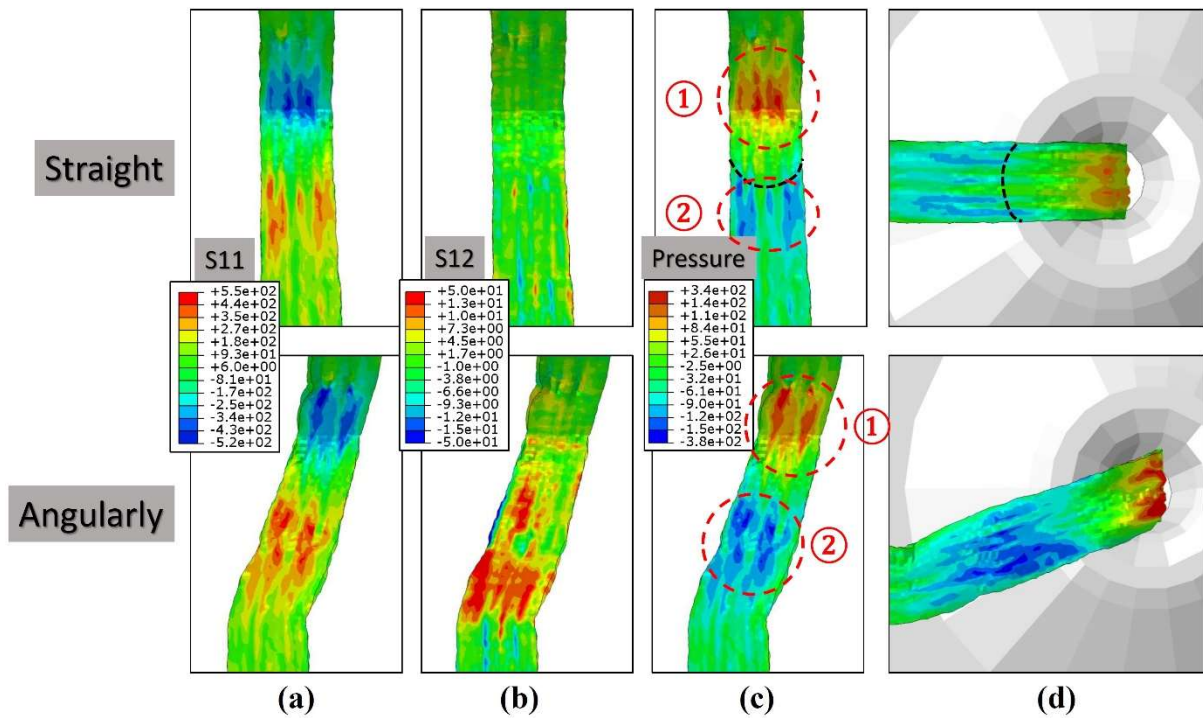 ①
Straight
②
S11
S12
Pressure
+5.5e+02
+4.4e+02
+3.5e+02
+2.7e+02
+1.8e+02
+9.3e+01
+6.0e+00
-8.1e+01
-1.7e+02
-2.5e+02
-3.4e+02
-4.3e+02
-5.2e+02
+5.0e+01
+1.3e+01
+1.0e+01
+7.3e+00
+4.5e+00
+1.7e+00
-1.0e+00
-3.8e+00
-6.6e+00
-9.3e+00
-1.2e+01
-5.0e+01
+3.4e+02
+1.4e+02
+1.1e+02
+8.4e+01
+5.5e+01
+2.6e+01
-2.5e+00
-3.2e+01
-6.1e+01
-9.0e+01
-1.2e+02
-1.5e+02
-3.8e+02
①
Angularly
②
(a)
(b)
(c)
(d)